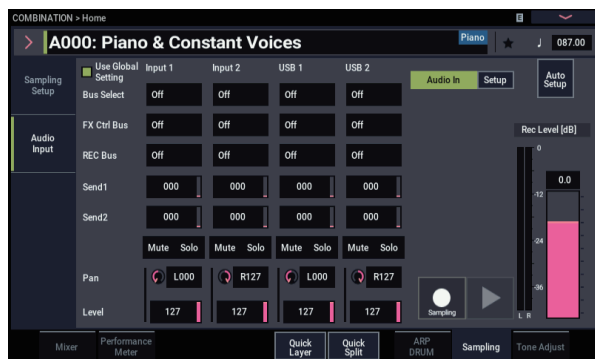 COMBINATION > Home E
A000: Piano & Constant Voices Piano ♩ 087.00
Sampling Setup
Audio Input
Use Global Setting Input 1 Input 2 USB 1 USB 2
Bus Select Off Off Off Off
FX Ctrl Bus Off Off Off Off
REC Bus Off Off Off Off
Send1 000 000 000 000
Send2 000 000 000 000
Mute Solo Mute Solo Mute Solo Mute Solo
Pan L000 R127 L000 R127
Level 127 127 127 127
Audio In Setup
Auto Setup
Rec Level [dB]
0
0.0
-12
-24
-36
L R
Sampling
Mixer Performance Meter Quick Layer Quick Split ARP DRUM Sampling Tone Adjust